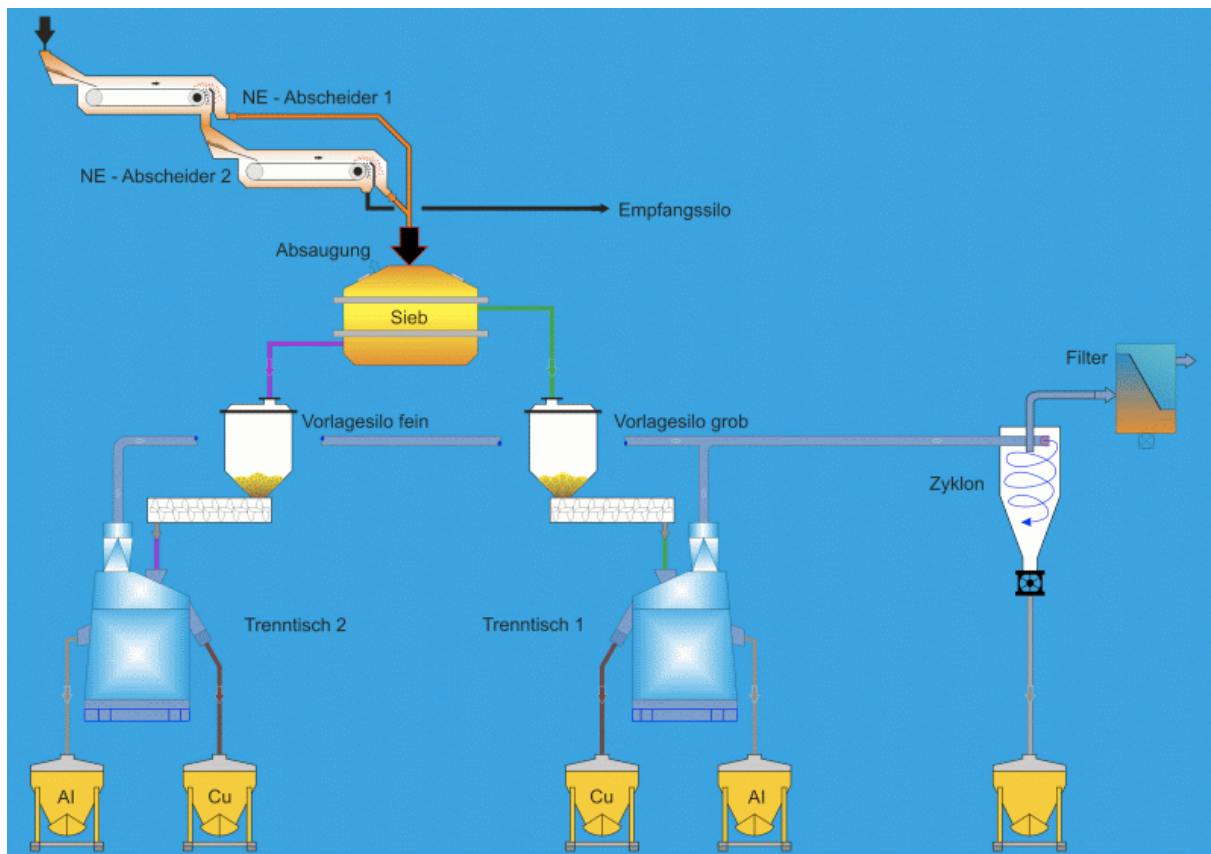 NE - Abscheider 1
NE - Abscheider 2
Empfangssilo
Absaugung
Sieb
Filter
Vorlagesilo fein
Vorlagesilo grob
Zyklon
Trenntisch 2
Trenntisch 1
Al
Cu
Cu
Al